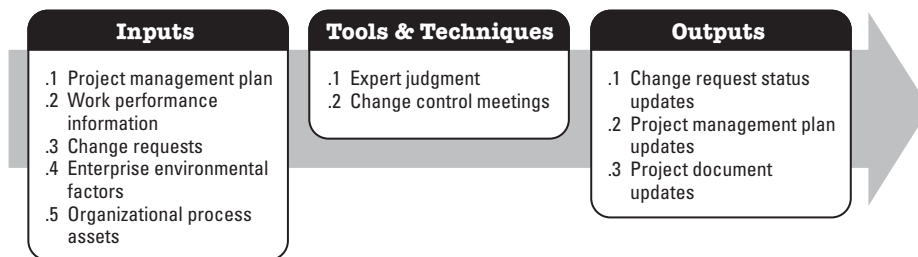 Inputs
.1 Project management plan
.2 Work performance
information
.3 Change requests
.4 Enterprise environmental
factors
.5 Organizational process
assets
Tools & Techniques
.1 Expert judgment
.2 Change control meetings
Outputs
.1 Change request status
updates
.2 Project management plan
updates
.3 Project document
updates